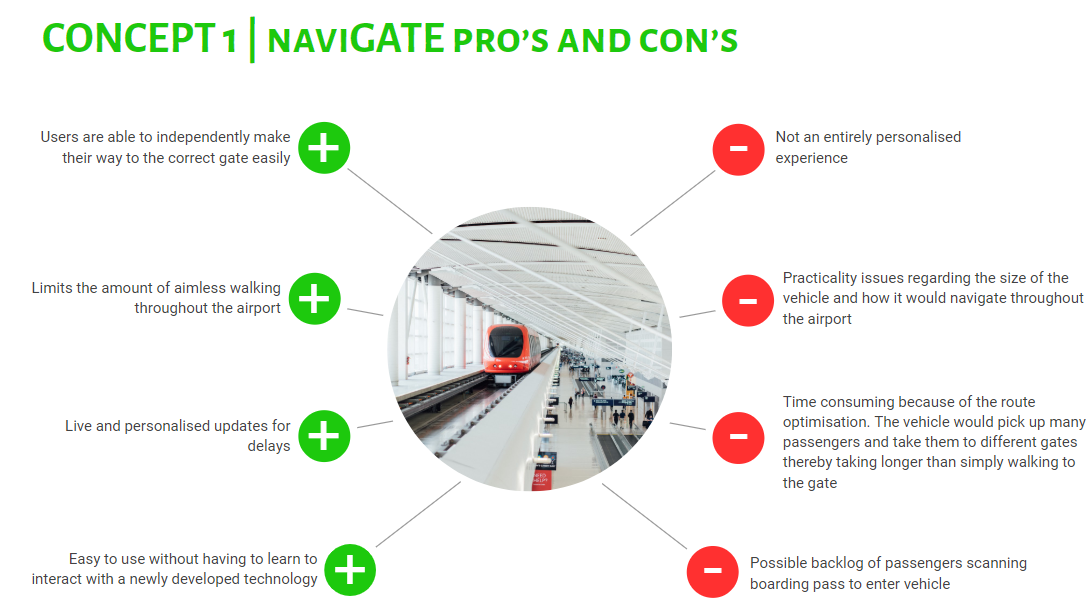 CONCEPT 1 | NAVIGATE PRO'S AND CON'S
Users are able to independently make
their way to the correct gate easily
Limits the amount of aimless walking
throughout the airport
Live and personalised updates for
delays
Easy to use without having to learn to
interact with a newly developed technology
Not an entirely personalised
experience
Practicality issues regarding the size of the
vehicle and how it would navigate throughout
the airport
Time consuming because of the route
optimisation. The vehicle would pick up many
passengers and take them to different gates
thereby taking longer than simply walking to
the gate
Possible backlog of passengers scanning
boarding pass to enter vehicle
NEED
HELP?